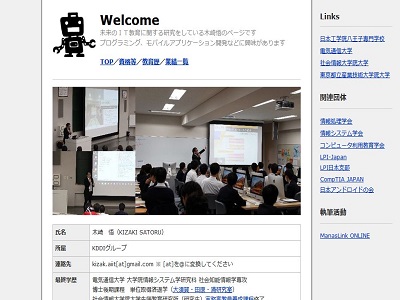 Welcome
未来のIT教育に関する研究をしている木﨑悟のページです
プログラミング、モバイルアプリケーション開発などに興味があります
TOP／資格等／教育歴／業績一覧
氏名 木﨑 悟 (KIZAKI SATORU)
所属 KDDIグループ
連絡先 kizak.ait[at]gmail.com ※ [at]を@に変換してください
最終学歴 電気通信大学 大学院情報システム学研究科 社会知能情報学専攻
博士後期課程 単位取得退学
Links
日本工学院八王子専門学校
電気通信大学
社会情報大学院大学
東京都立産業技術大学院大学
関連団体
情報処理学会
情報システム学会
コンピュータ利用教育学会
LPI-Japan
LPI日本支部
CompTIA JAPAN
日本アンドロイドの会
執筆活動
ManasLink ONLINE